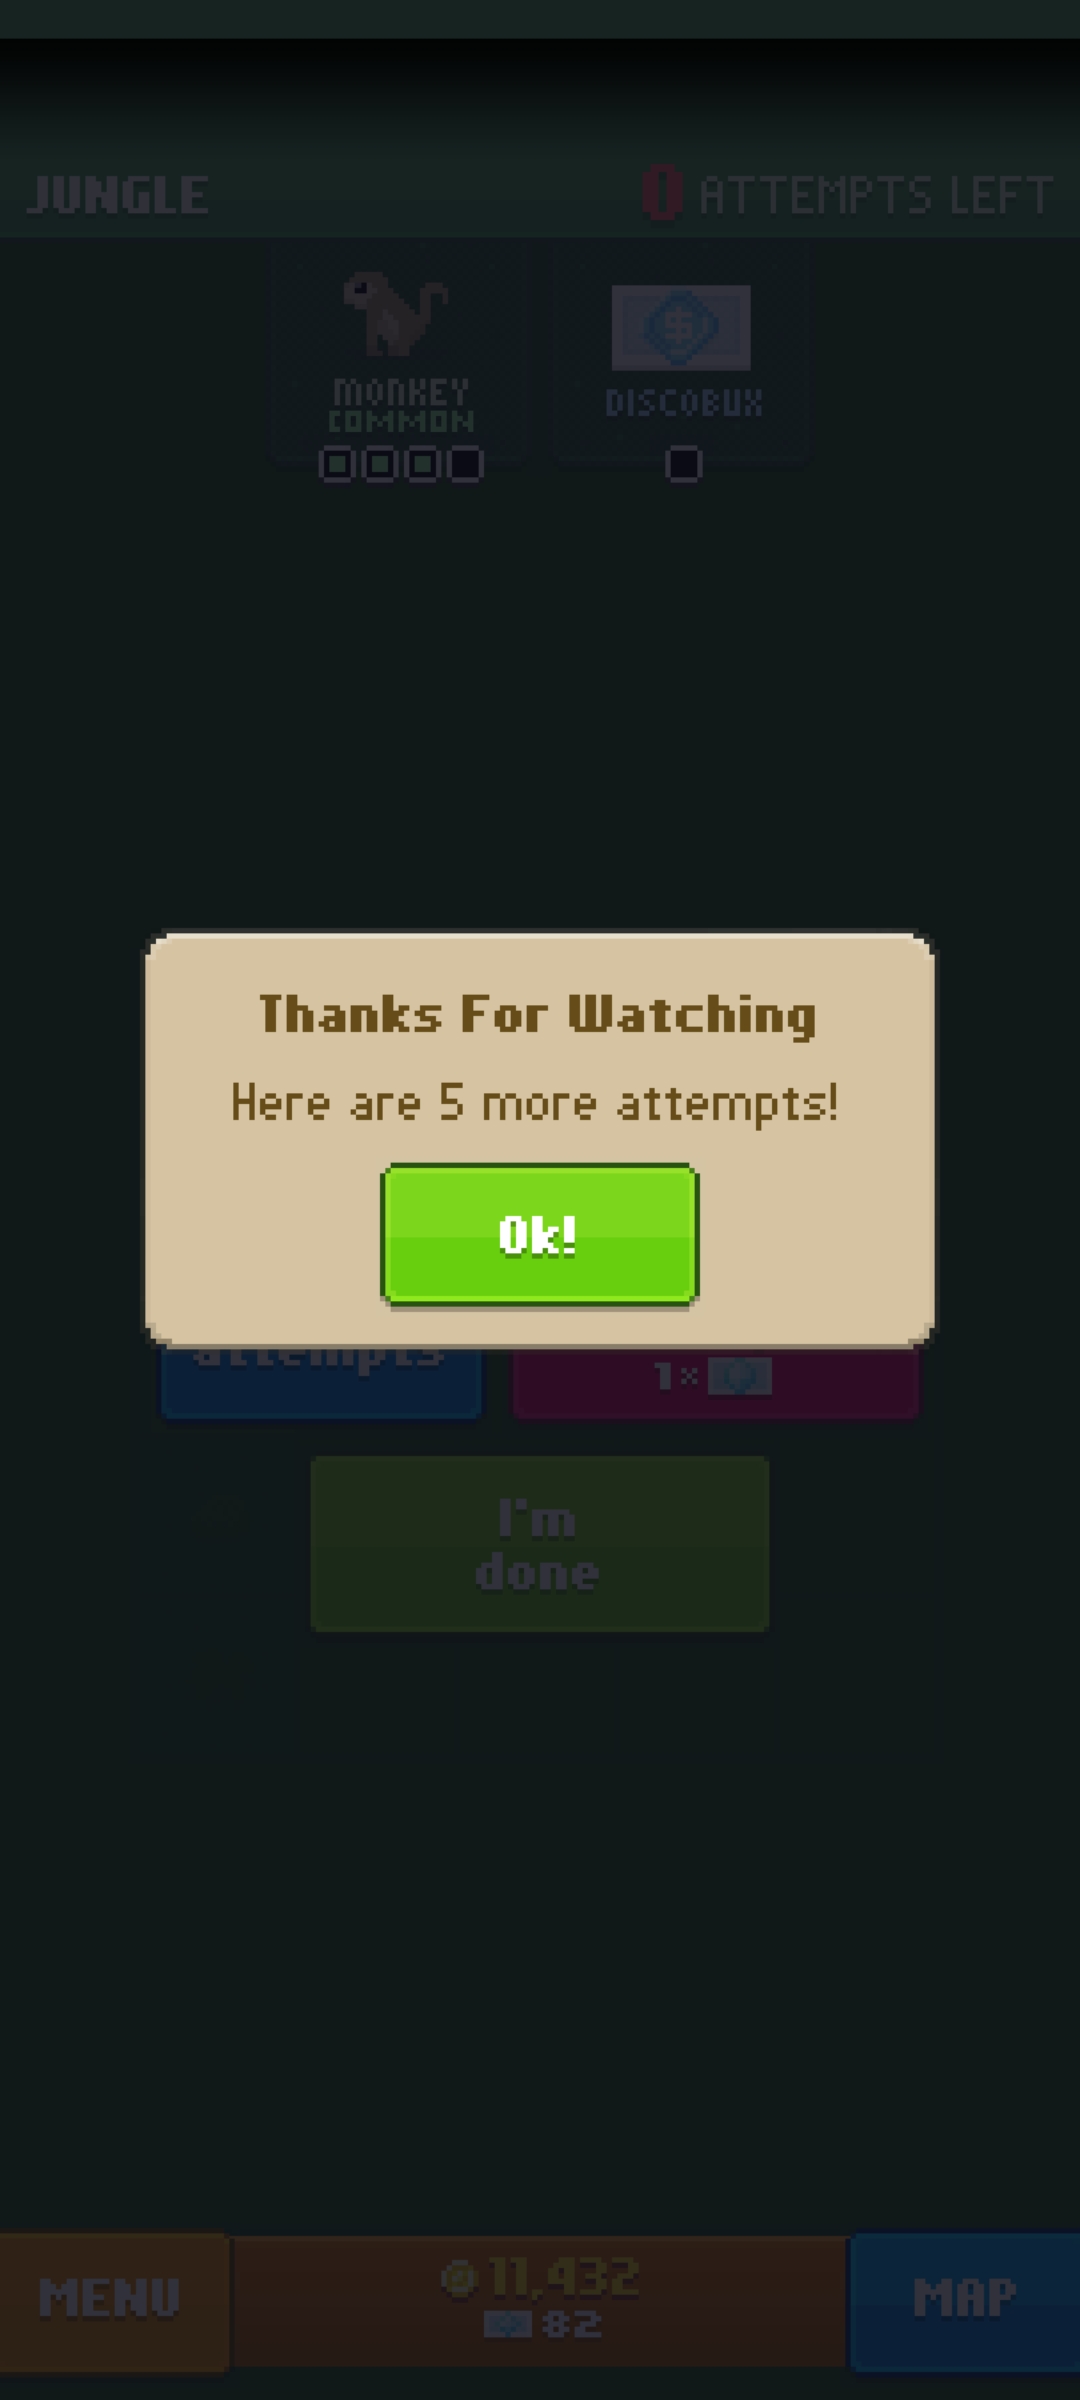 JUNGLE
0 ATTEMPTS LEFT
MONKEY
COMMON
DISCOBUX
Thanks For Watching
Here are 5 more attempts!
Ok!
attempts
1×
I'm
done
MENU
11,432
82
MAP